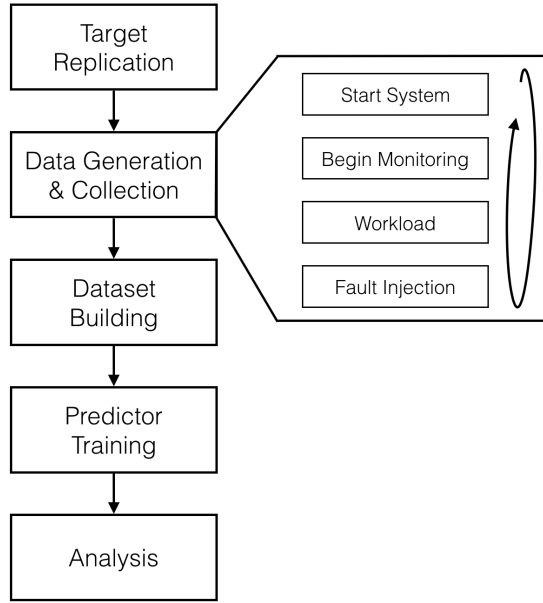 Target
Replication
Data Generation
& Collection
Dataset
Building
Predictor
Training
Analysis
Start System
Begin Monitoring
Workload
Fault Injection